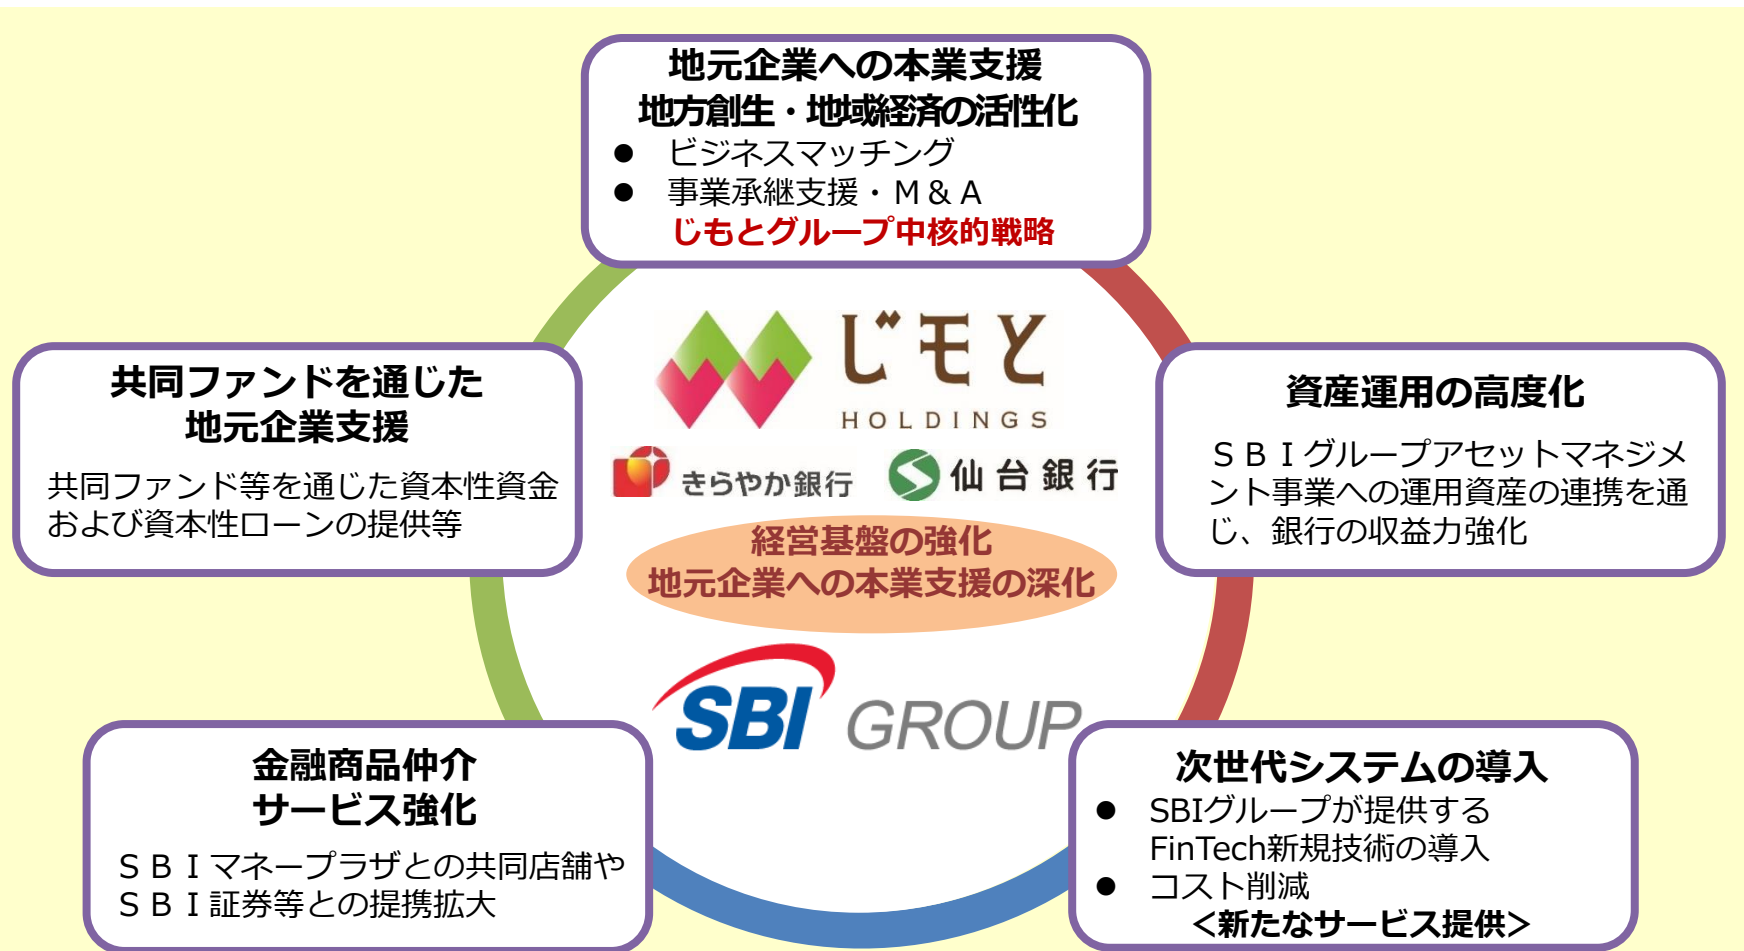 地元企業への本業支援
地方創生・地域経済の活性化
● ビジネスマッチング
● 事業承継支援・Ｍ＆Ａ
じもとグループ中核的戦略
共同ファンドを通じた
地元企業支援
共同ファンド等を通じた資本性資金
および資本性ローンの提供等
じモと
HOLDINGS
きらやか銀行
仙台銀行
経営基盤の強化
地元企業への本業支援の深化
SBI GROUP
資産運用の高度化
ＳＢＩグループアセットマネジメ
ント事業への運用資産の連携を通
じ、銀行の収益力強化
金融商品仲介
サービス強化
ＳＢＩマネープラザとの共同店舗や
ＳＢＩ証券等との提携拡大
次世代システムの導入
● SBIグループが提供する
FinTech新規技術の導入
● コスト削減
＜新たなサービス提供＞